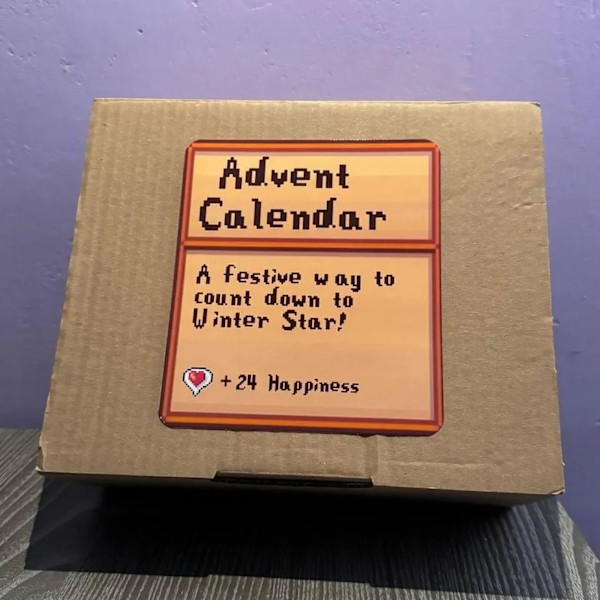 Advent
Calendar
A festive way to
count down to
Winter Star!
+24 Happiness